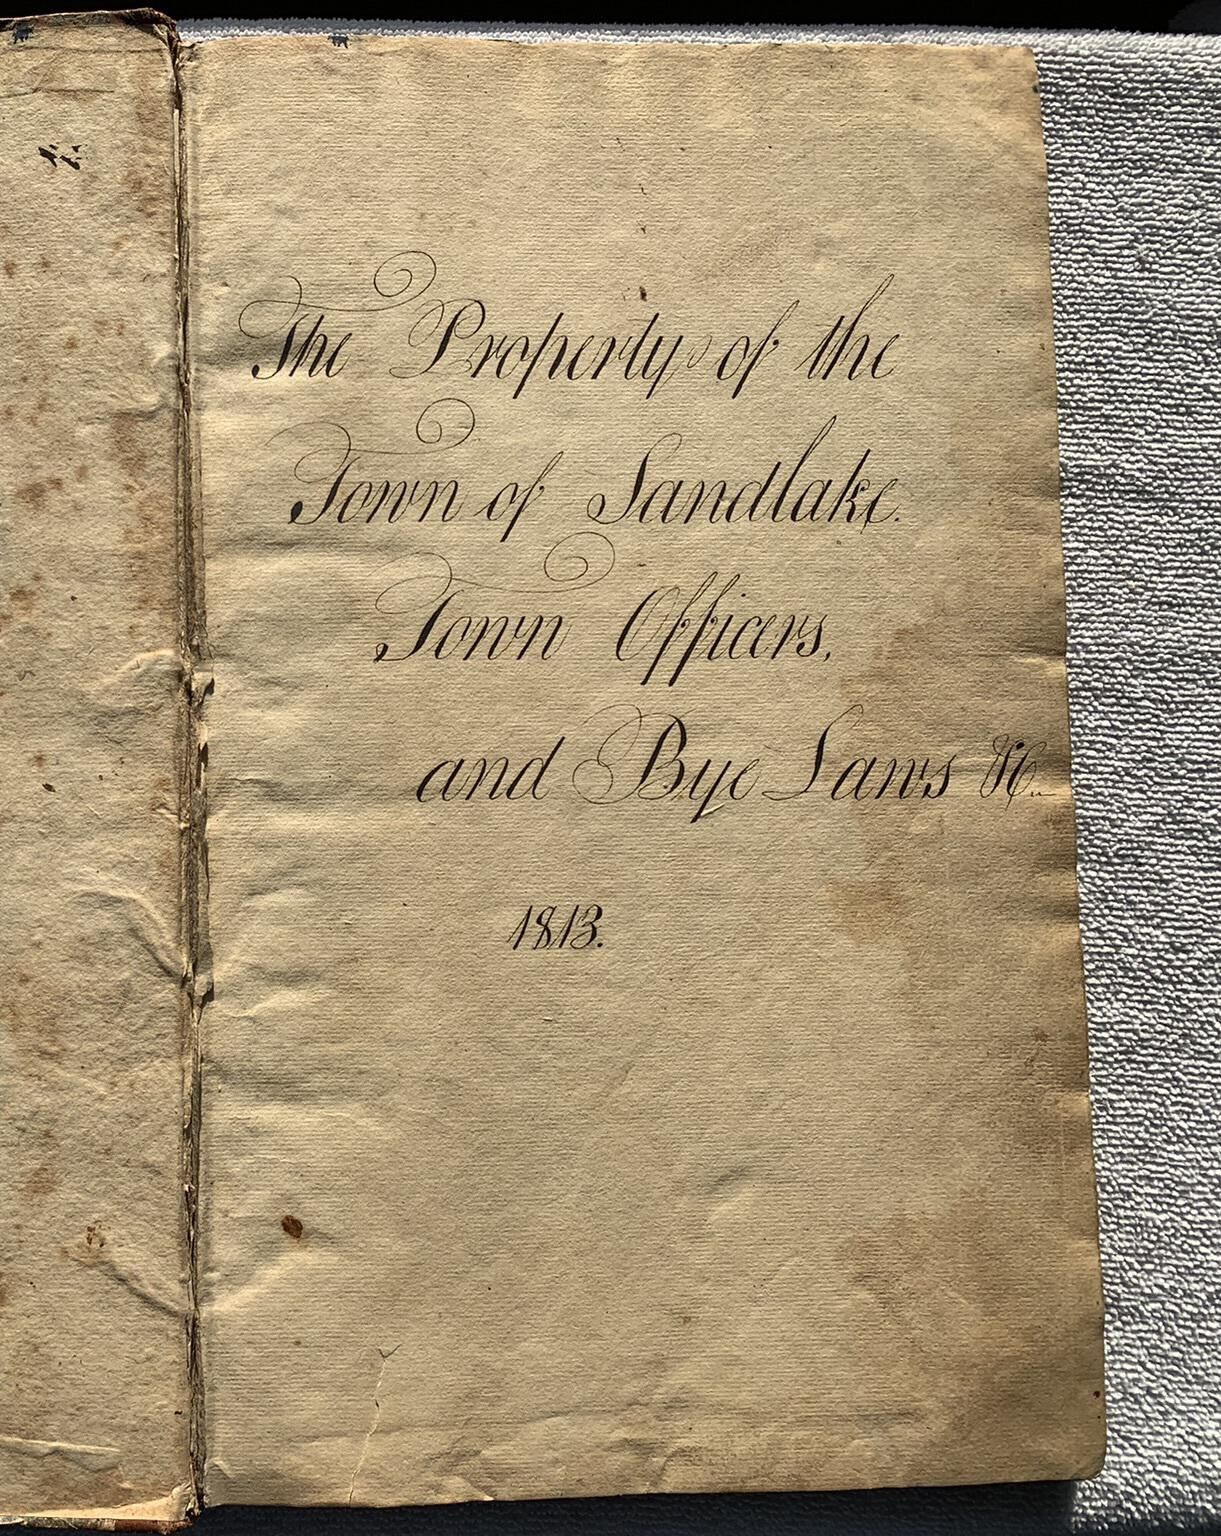 The Property of the
Town of Sandlake.
Town Officers,
and Bye Laws &c..
1813.